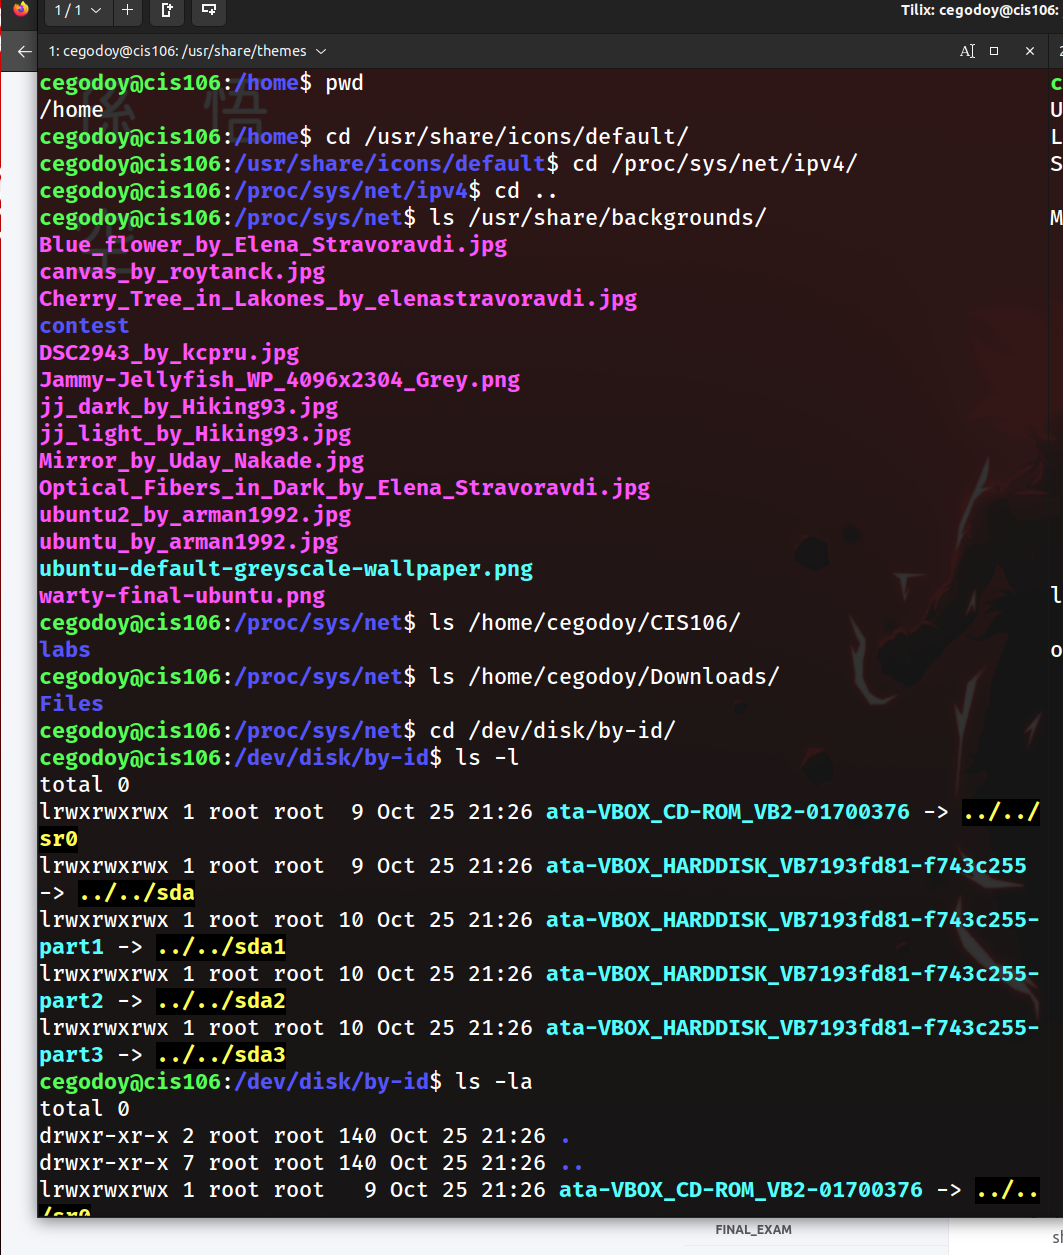 1 / 1
Tilix: cegodoy@cis106:
1: cegodoy@cis106: /usr/share/themes
cegodoy@cis106:/home$ pwd
/home
cegodoy@cis106:/home$ cd /usr/share/icons/default/
cegodoy@cis106:/usr/share/icons/default$ cd /proc/sys/net/ipv4/
cegodoy@cis106:/proc/sys/net/ipv4$ cd ..
cegodoy@cis106:/proc/sys/net$ ls /usr/share/backgrounds/
Blue_flower_by_Elena_Stravoravdi.jpg
canvas_by_roytanck.jpg
Cherry_Tree_in_Lakones_by_elenastravoravdi.jpg
contest
DSC2943_by_kcpru.jpg
Jammy-Jellyfish_WP_4096x2304_Grey.png
jj_dark_by_Hiking93.jpg
jj_light_by_Hiking93.jpg
Mirror_by_Uday_Nakade.jpg
Optical_Fibers_in_Dark_by_Elena_Stravoravdi.jpg
ubuntu2_by_arman1992.jpg
ubuntu_by_arman1992.jpg
ubuntu-default-greyscale-wallpaper.png
warty-final-ubuntu.png
cegodoy@cis106:/proc/sys/net$ ls /home/cegodoy/CIS106/
labs
cegodoy@cis106:/proc/sys/net$ ls /home/cegodoy/Downloads/
Files
cegodoy@cis106:/proc/sys/net$ cd /dev/disk/by-id/
cegodoy@cis106:/dev/disk/by-id$ ls -l
total 0
lrwxrwxrwx 1 root root  9 Oct 25 21:26 ata-VBOX_CD-ROM_VB2-01700376 -> ../../
sr0
lrwxrwxrwx 1 root root  9 Oct 25 21:26 ata-VBOX_HARDDISK_VB7193fd81-f743c255
-> ../../sda
lrwxrwxrwx 1 root root 10 Oct 25 21:26 ata-VBOX_HARDDISK_VB7193fd81-f743c255-
part1 -> ../../sda1
lrwxrwxrwx 1 root root 10 Oct 25 21:26 ata-VBOX_HARDDISK_VB7193fd81-f743c255-
part2 -> ../../sda2
lrwxrwxrwx 1 root root 10 Oct 25 21:26 ata-VBOX_HARDDISK_VB7193fd81-f743c255-
part3 -> ../../sda3
cegodoy@cis106:/dev/disk/by-id$ ls -la
total 0
drwxr-xr-x 2 root root 140 Oct 25 21:26 .
drwxr-xr-x 7 root root 140 Oct 25 21:26 ..
lrwxrwxrwx 1 root root   9 Oct 25 21:26 ata-VBOX_CD-ROM_VB2-01700376 -> ../..
/sr0
FINAL_EXAM